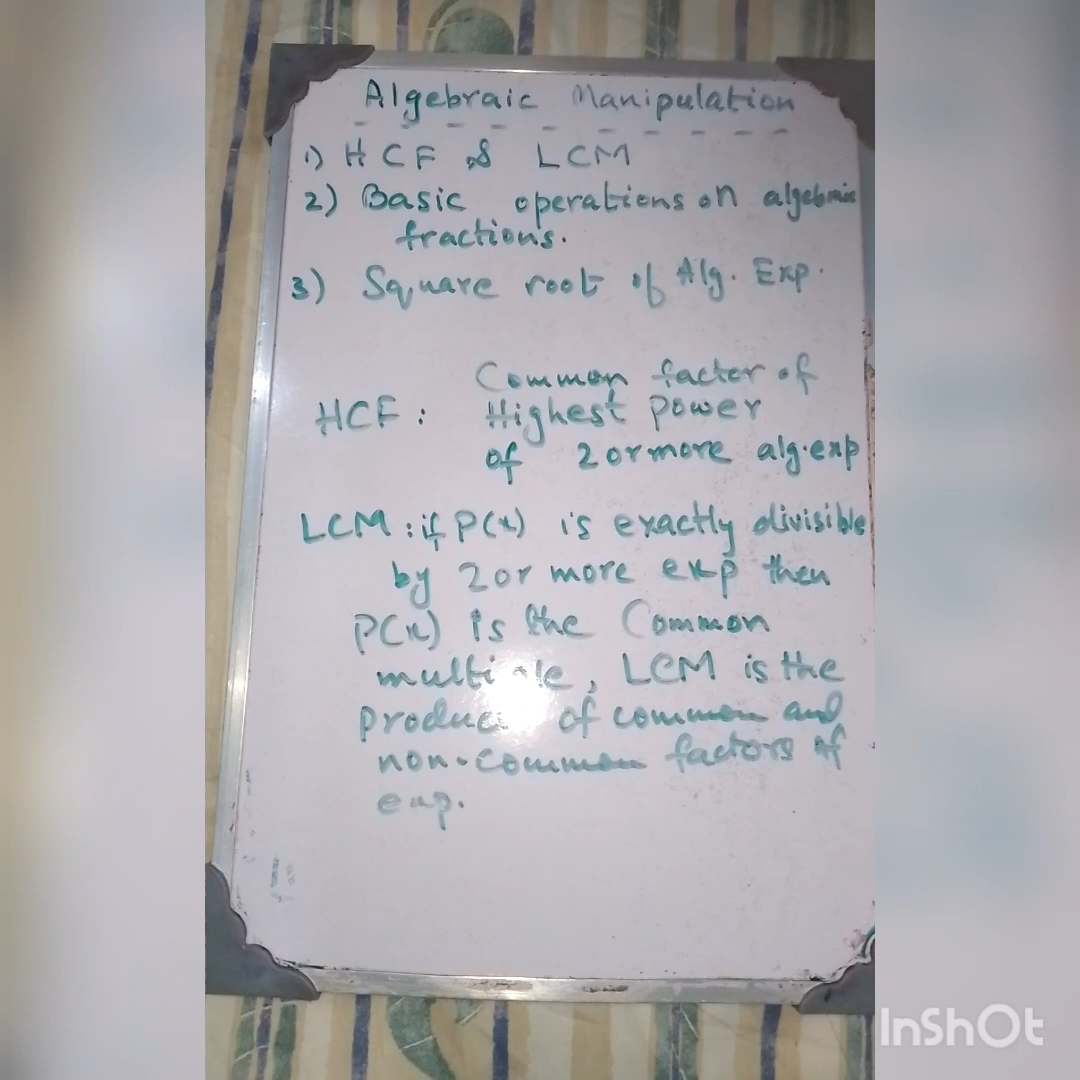 Algebraic Manipulation
1) HCF & LCM
2) Basic operations on algebraic
fractions.
3) Square root of Alg. Exp.
Common factor of
HCF : Highest power
of 2 or more alg.exp
LCM : if P(x) is exactly divisible
by 2 or more exp then
P(x) is the Common
multiple, LCM is the
product of common and
non-common factors of
exp.
InShOt